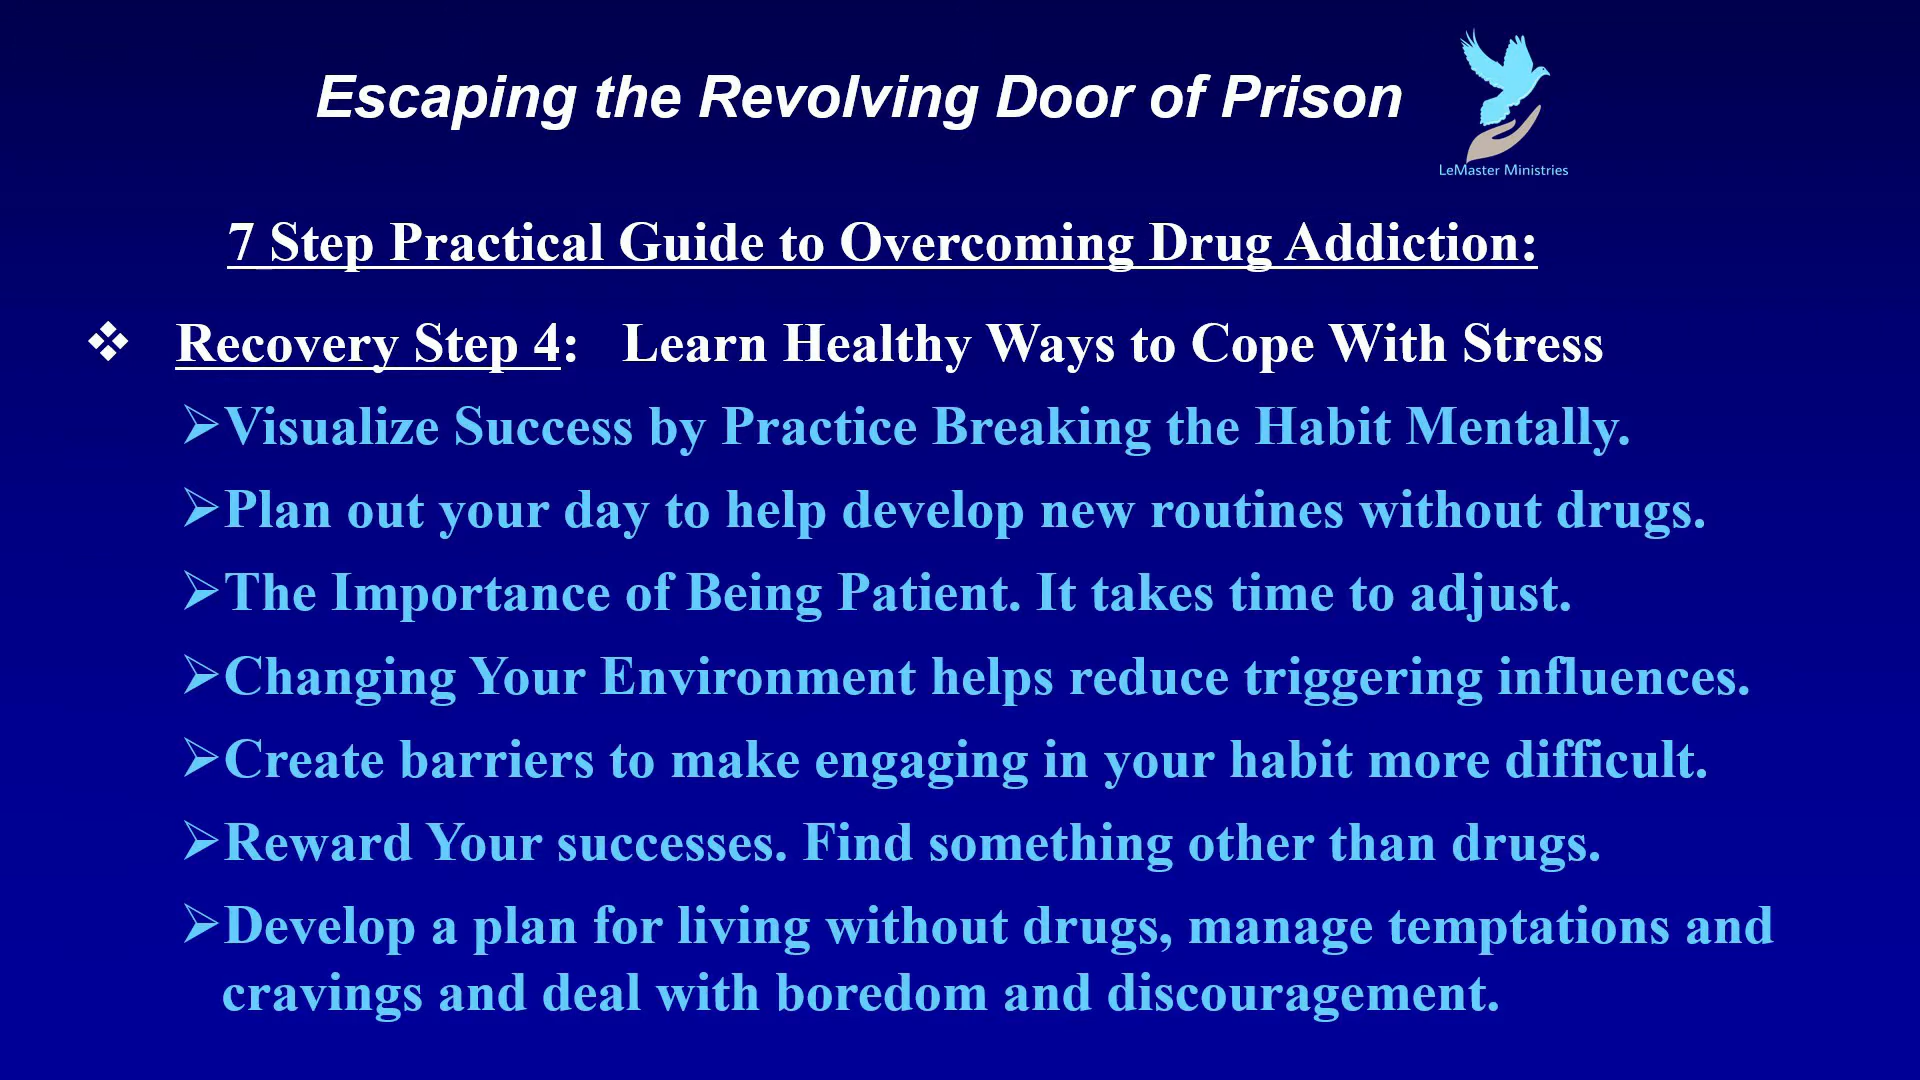 Escaping the Revolving Door of Prison
LeMaster Ministries
7 Step Practical Guide to Overcoming Drug Addiction:
❖ Recovery Step 4: Learn Healthy Ways to Cope With Stress
➢Visualize Success by Practice Breaking the Habit Mentally.
➢Plan out your day to help develop new routines without drugs.
➢The Importance of Being Patient. It takes time to adjust.
➢Changing Your Environment helps reduce triggering influences.
➢Create barriers to make engaging in your habit more difficult.
➢Reward Your successes. Find something other than drugs.
➢Develop a plan for living without drugs, manage temptations and
cravings and deal with boredom and discouragement.